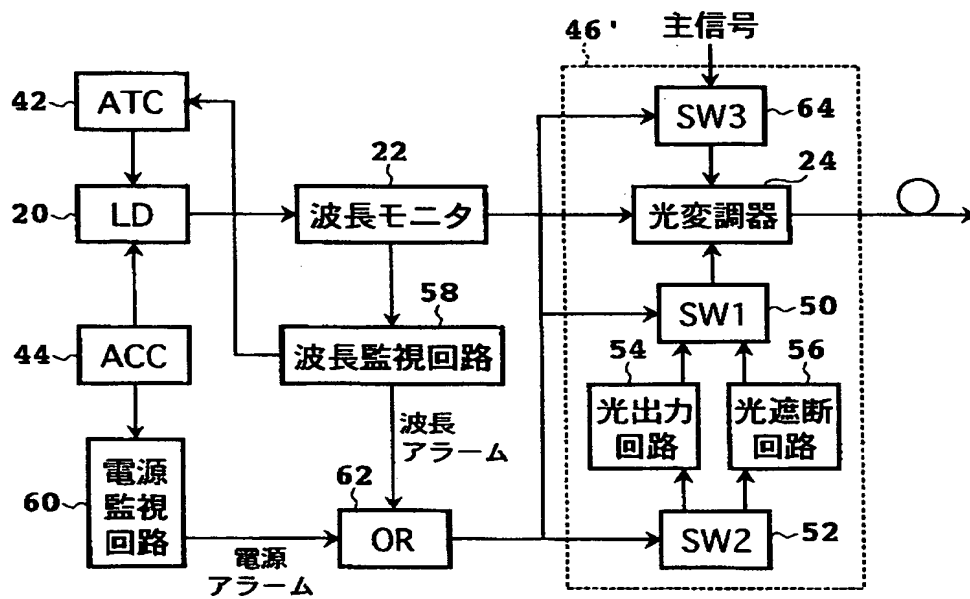 主信号
46'
42
ATC
SW3
64
22
24
20
LD
波長モニタ
光変調器
58
SW1
50
44
ACC
波長監視回路
54
56
光出力
回路
光遮断
回路
波長
アラーム
60
電源
監視
回路
62
OR
SW2
52
電源
アラーム